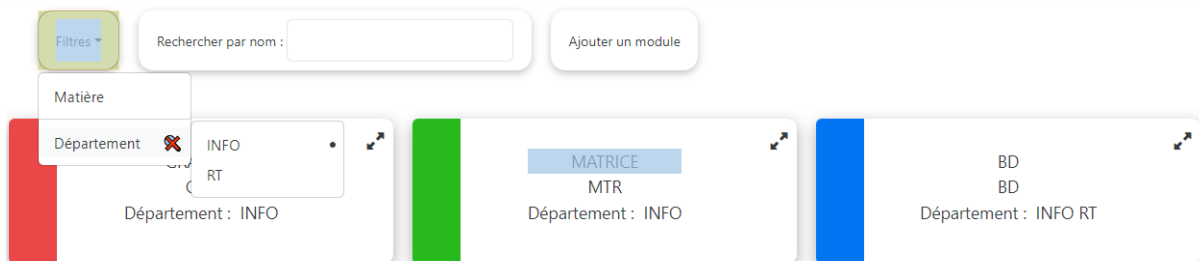 Filtres
Rechercher par nom :
Ajouter un module
Matière
Département
INFO
RT
Département : INFO
MATRICE
MTR
Département : INFO
BD
BD
Département : INFO RT